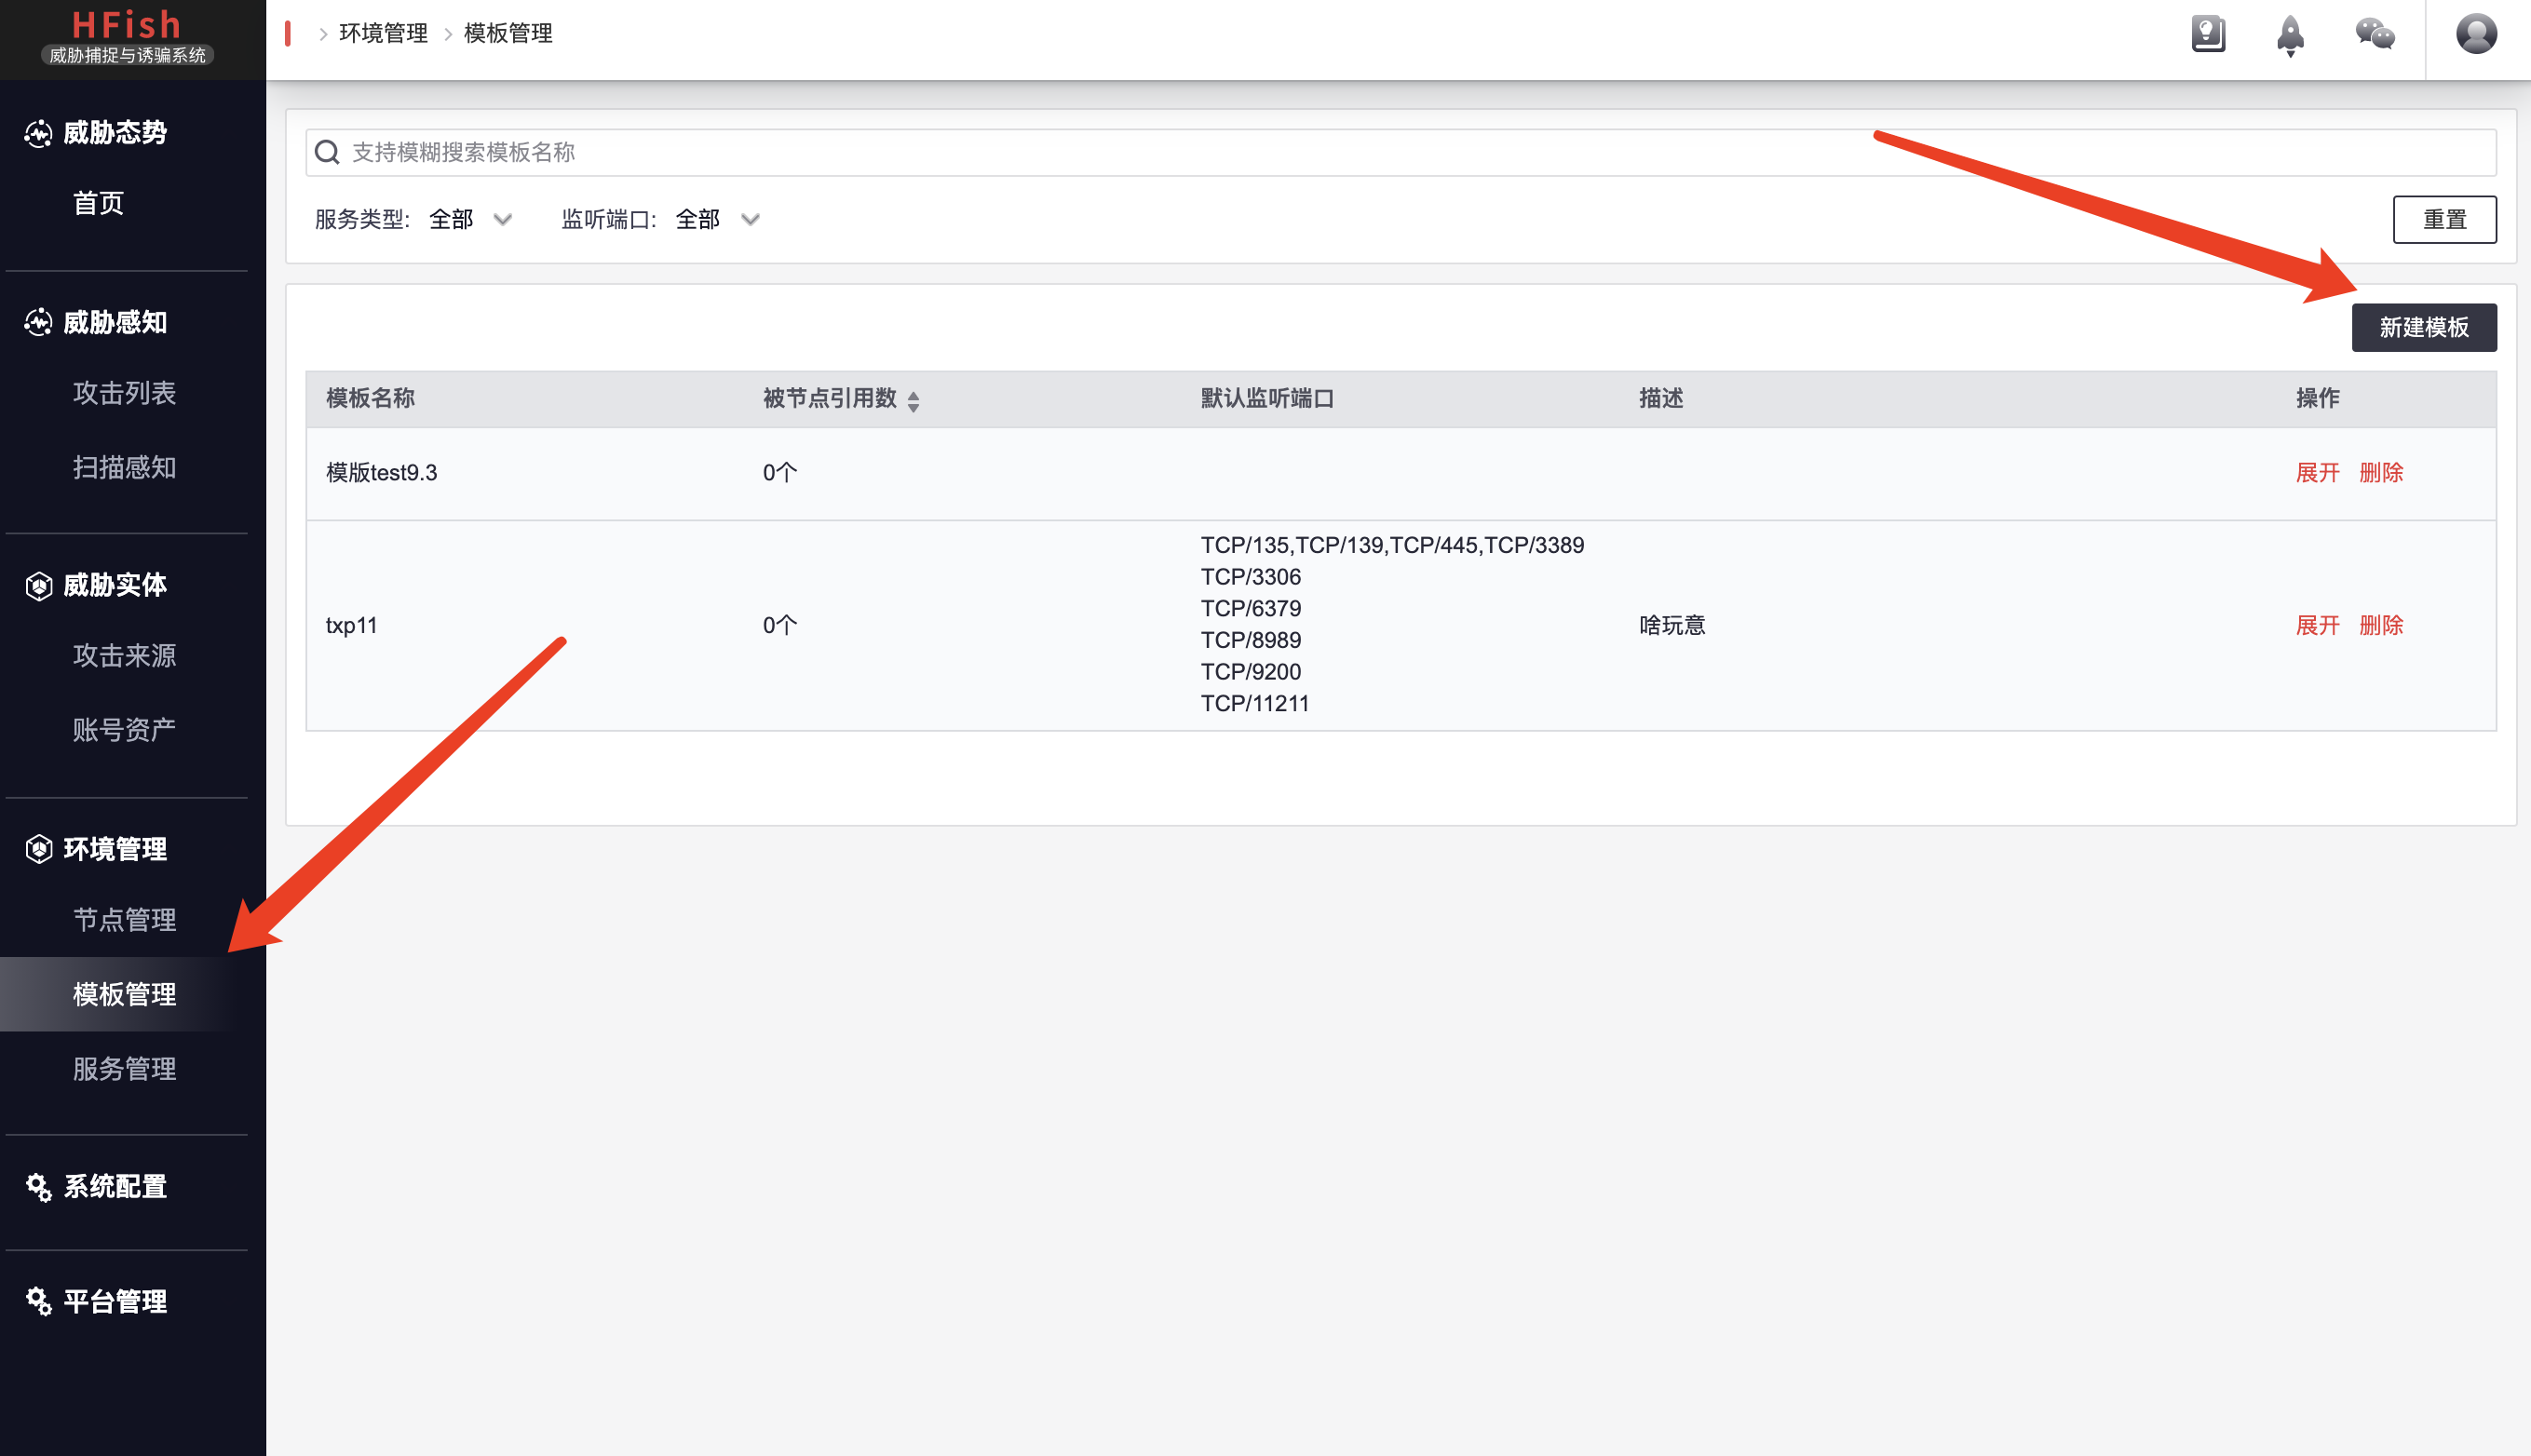 HFish
威胁捕捉与诱骗系统
环境管理
模板管理
威胁态势
首页
威胁感知
攻击列表
扫描感知
威胁实体
攻击来源
账号资产
环境管理
节点管理
模板管理
服务管理
系统配置
平台管理
支持模糊搜索模板名称
服务类型: 全部 监听端口: 全部
重置
新建模板
模板名称 被节点引用数 默认监听端口 描述 操作
模版test9.3 0个 展开 删除
TCP/135,TCP/139,TCP/445,TCP/3389
TCP/3306
TCP/6379
txp11 0个 啥玩意 展开 删除
TCP/8989
TCP/9200
TCP/11211